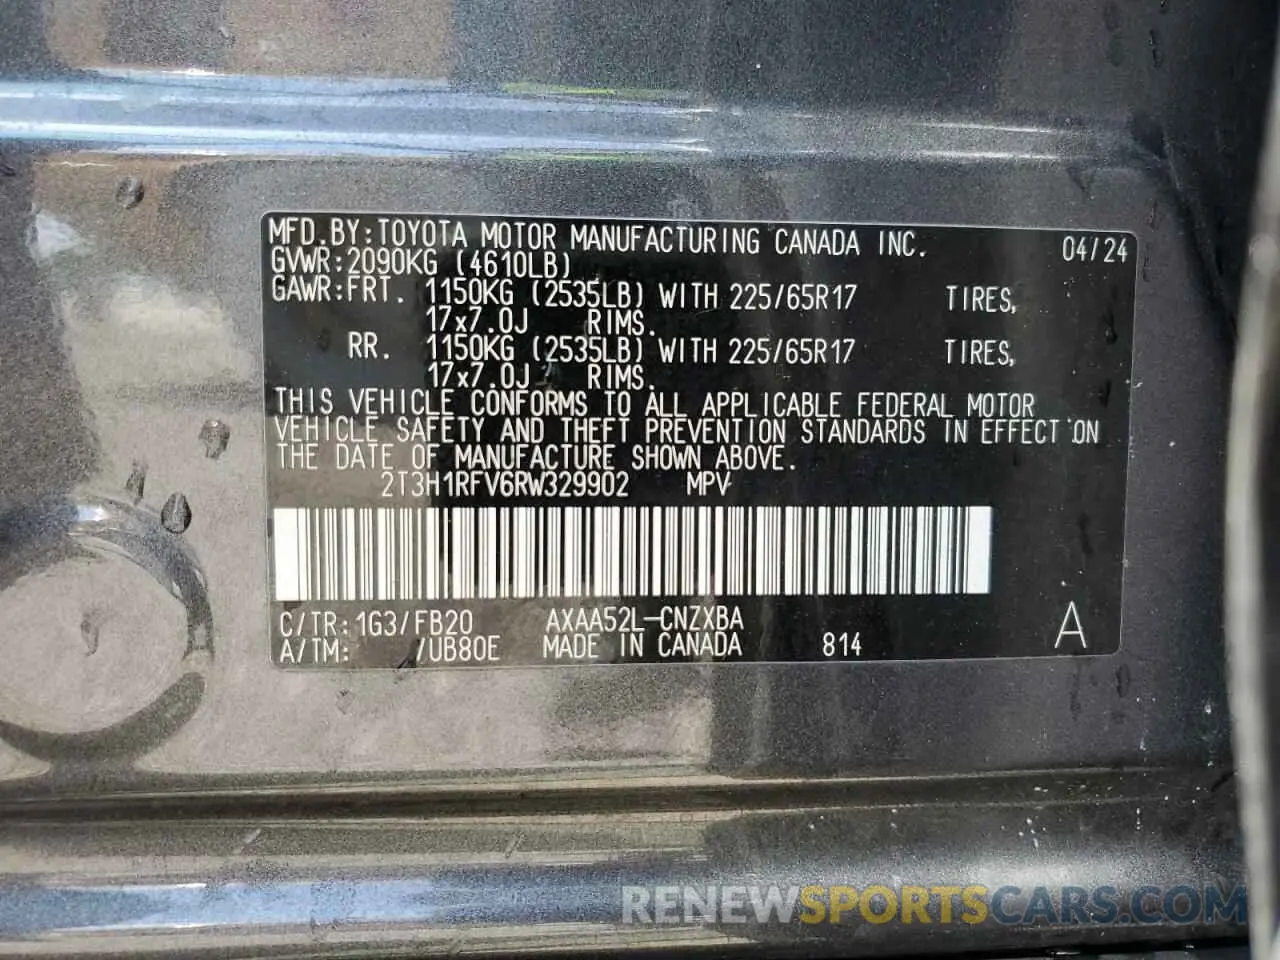 MFD.BY:TOYOTA MOTOR MANUFACTURING CANADA INC. 04/24
GVWR:2090KG (4610LB)
GAWR:FRT. 1150KG (2535LB) WITH 225/65R17 TIRES,
17x7.0J RIMS.
RR. 1150KG (2535LB) WITH 225/65R17 TIRES,
17x7.0J RIMS.
THIS VEHICLE CONFORMS TO ALL APPLICABLE FEDERAL MOTOR
VEHICLE SAFETY AND THEFT PREVENTION STANDARDS IN EFFECT ON
THE DATE OF MANUFACTURE SHOWN ABOVE.
2T3H1RFV6RW329902 MPV
C/TR:1G3/FB20 AXAA52L-CNZXBA
A/TM: /UB80E MADE IN CANADA 814 A
RENEWSPORTSCARS.COM